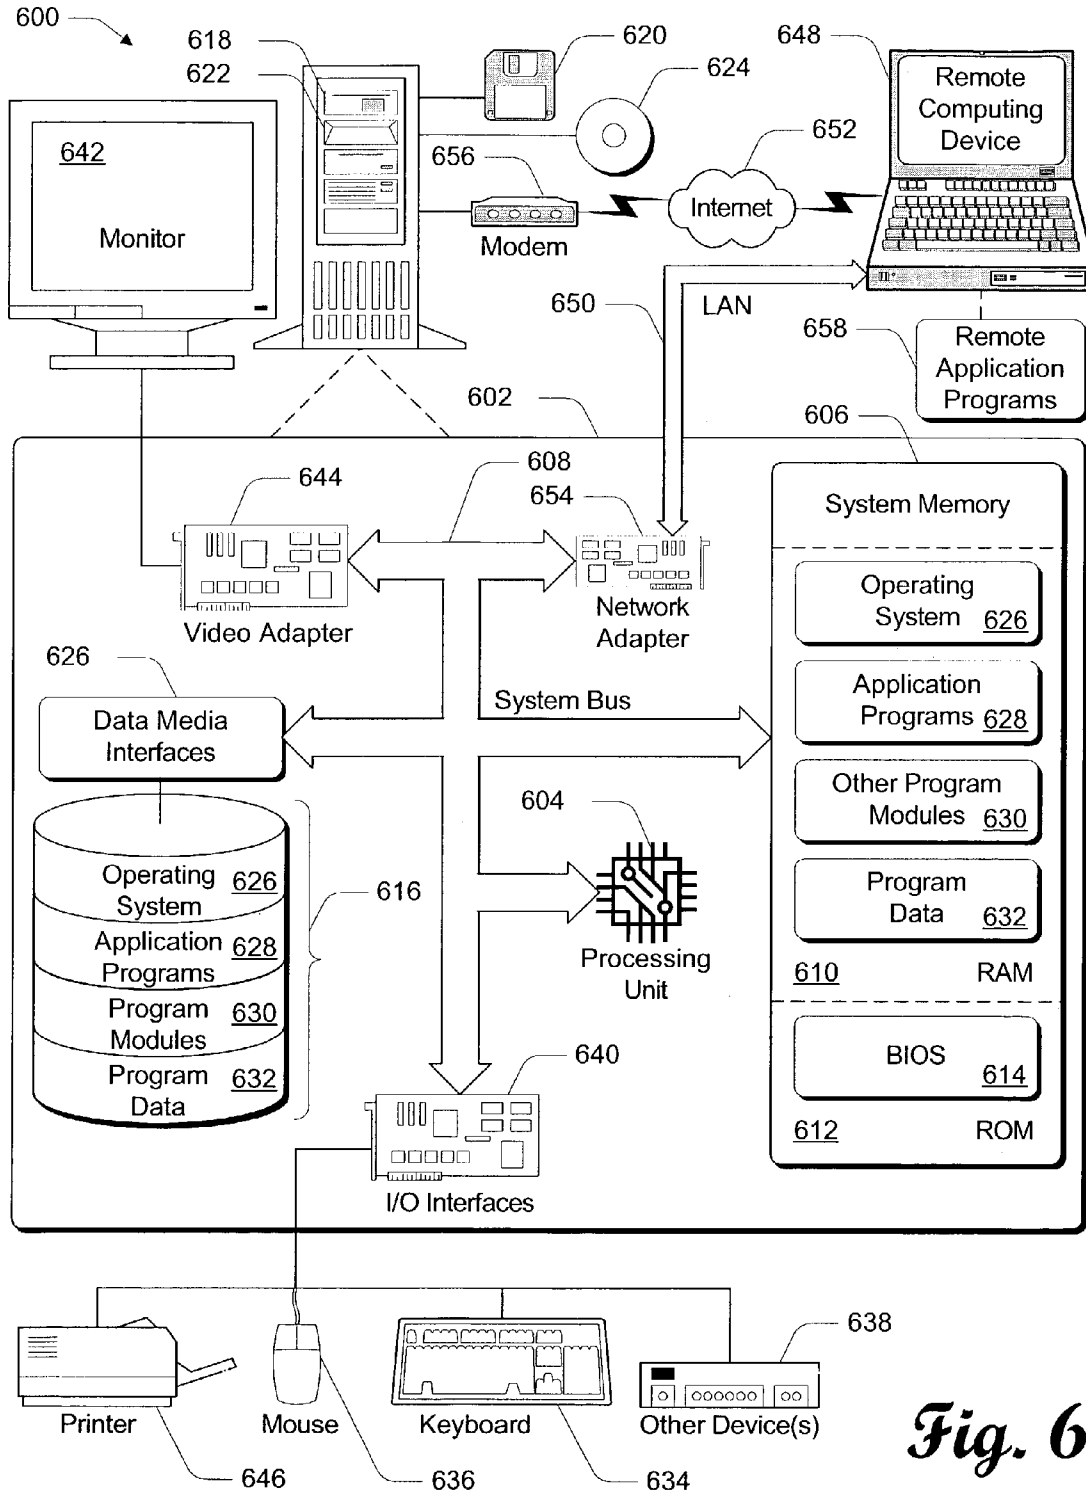 600
618
622
620
624
648
Remote
Computing
Device
652
642
Monitor
656
Modem
Internet
650
LAN
658
Remote
Application
Programs
602
606
644
608
654
System Memory
Video Adapter
Network
Adapter
Operating
System 626
626
Data Media
Interfaces
System Bus
Application
Programs 628
604
Other Program
Modules 630
Operating
System 626
616
Application
Programs 628
Program
Modules 630
Program
Data 632
Processing
Unit
Program
Data 632
610 RAM
640
BIOS 614
612 ROM
I/O Interfaces
638
Printer
Mouse
Keyboard
Other Device(s)
646
636
634
Fig. 6